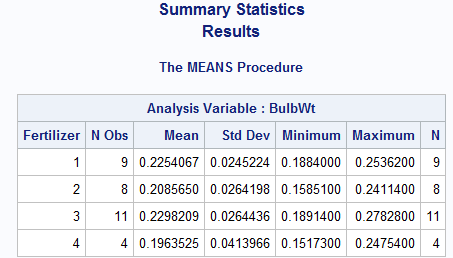 Summary Statistics
Results
The MEANS Procedure
Analysis Variable : BulbWt
Fertilizer N Obs Mean Std Dev Minimum Maximum N
1 9 0.2254067 0.0245224 0.1884000 0.2536200 9
2 8 0.2085650 0.0264198 0.1585100 0.2411400 8
3 11 0.2298209 0.0264436 0.1891400 0.2782800 11
4 4 0.1963525 0.0413966 0.1517300 0.2475400 4